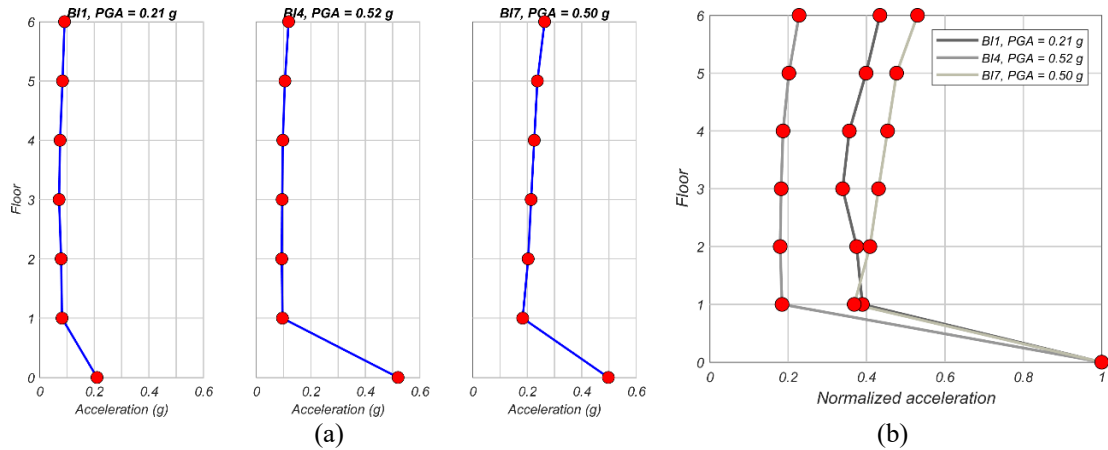 BI1, PGA = 0.21 g
BI4, PGA = 0.52 g
BI7, PGA = 0.50 g
Floor
6
5
4
3
2
1
0
0 0.2 0.4 0.6
Acceleration (g)
0 0.2 0.4 0.6
Acceleration (g)
0 0.2 0.4 0.6
Acceleration (g)
(a)
BI1, PGA = 0.21 g
BI4, PGA = 0.52 g
BI7, PGA = 0.50 g
Floor
6
5
4
3
2
1
0
0 0.2 0.4 0.6 0.8 1
Normalized acceleration
(b)